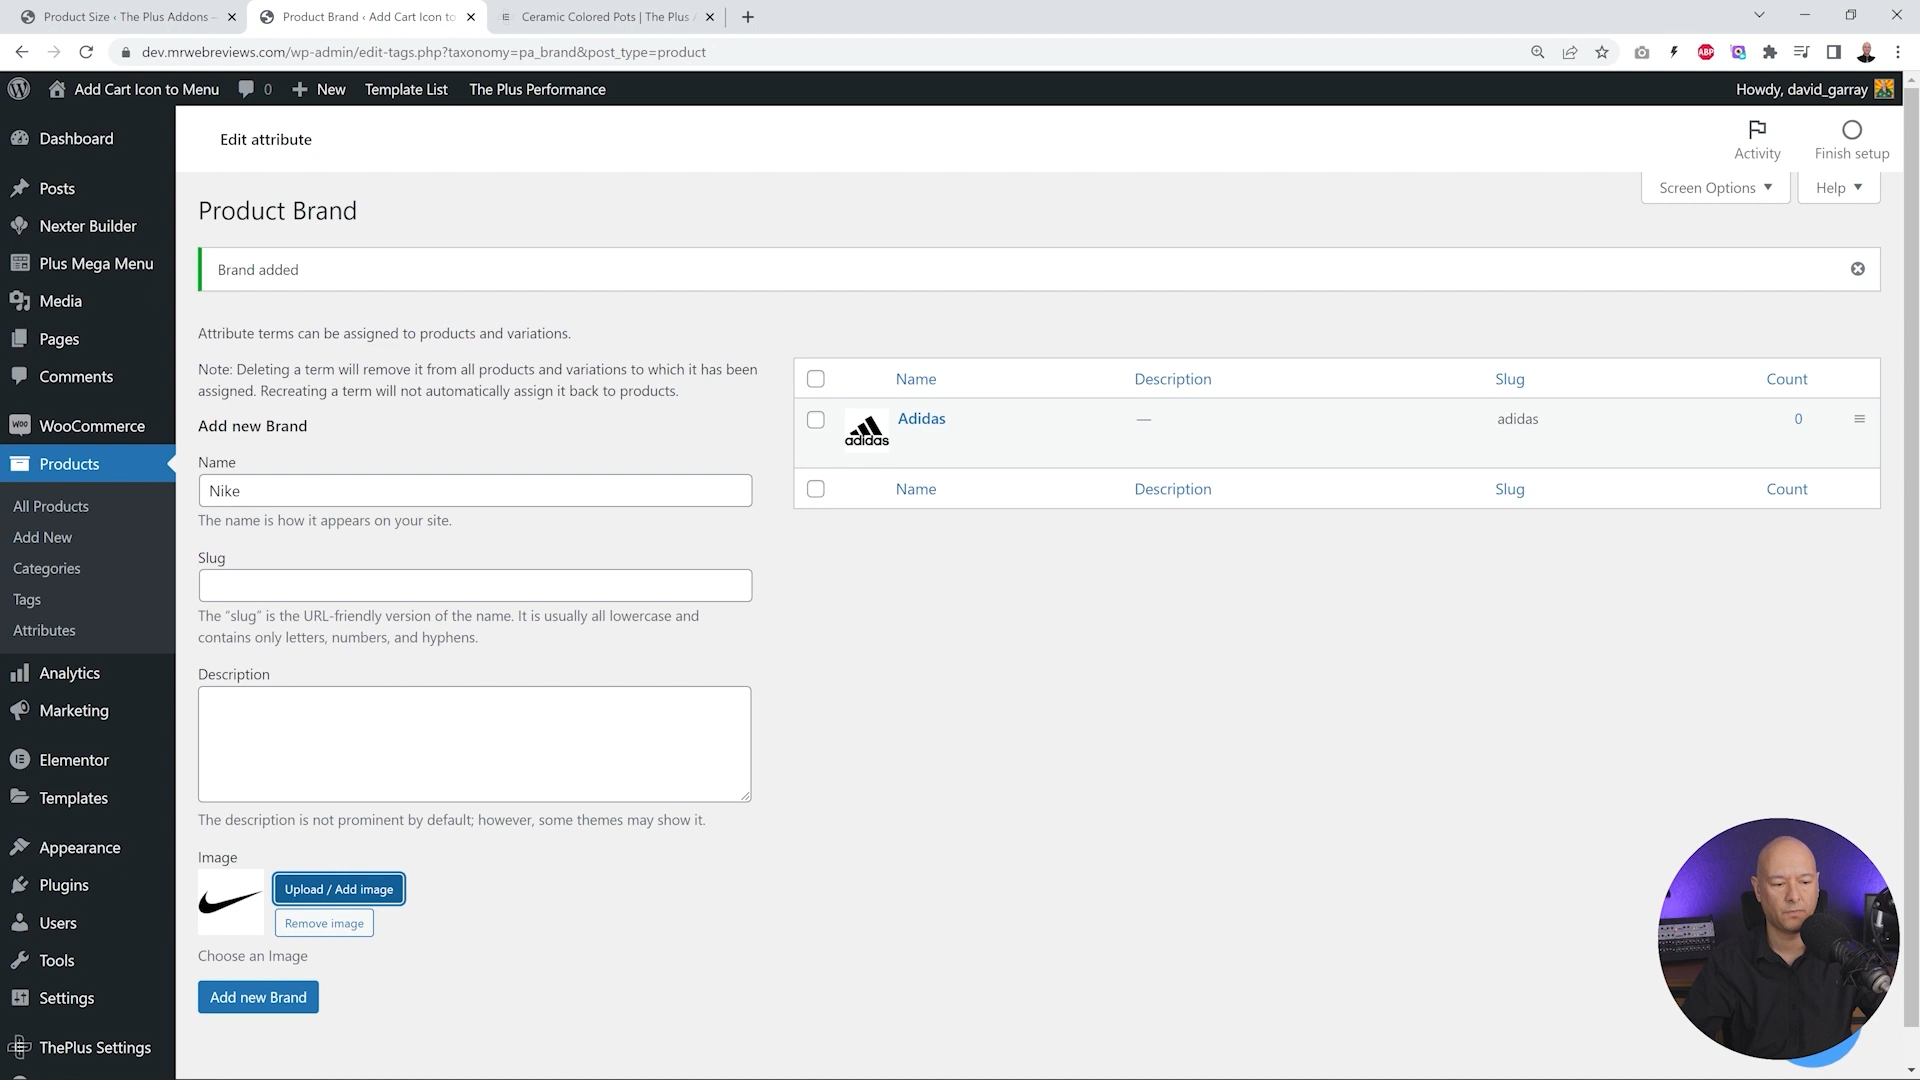 Product Size ‹ The Plus Addons –
Product Brand ‹ Add Cart Icon to
Ceramic Colored Pots | The Plus
dev.mrwebreviews.com/wp-admin/edit-tags.php?taxonomy=pa_brand&post_type=product
ABP
Add Cart Icon to Menu
0
New
Template List
The Plus Performance
Howdy, david_garray
Dashboard
Posts
Nexter Builder
Plus Mega Menu
Media
Pages
Comments
WooCommerce
Products
All Products
Add New
Categories
Tags
Attributes
Analytics
Marketing
Elementor
Templates
Appearance
Plugins
Users
Tools
Settings
ThePlus Settings
Edit attribute
Activity
Finish setup
Screen Options
Help
Product Brand
Brand added
Attribute terms can be assigned to products and variations.
Note: Deleting a term will remove it from all products and variations to which it has been
assigned. Recreating a term will not automatically assign it back to products.
Add new Brand
Name
Nike
The name is how it appears on your site.
Slug
The “slug” is the URL-friendly version of the name. It is usually all lowercase and
contains only letters, numbers, and hyphens.
Description
The description is not prominent by default; however, some themes may show it.
Image
Upload / Add image
Remove image
Choose an Image
Add new Brand
Name Description Slug Count
adidas
Adidas — adidas 0
Name Description Slug Count